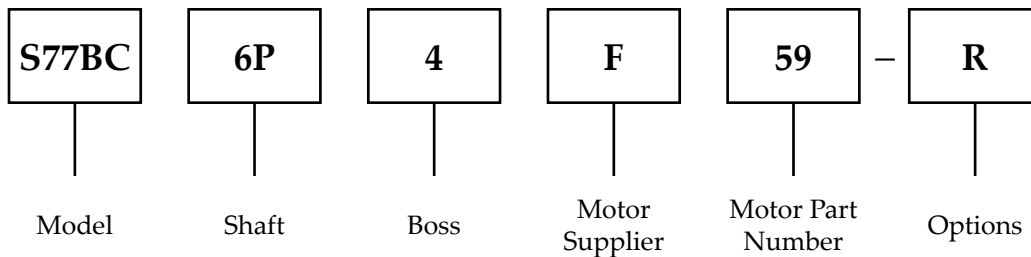 S77BC 6P 4 F 59 – R
Model Shaft Boss Motor Supplier Motor Part Number Options